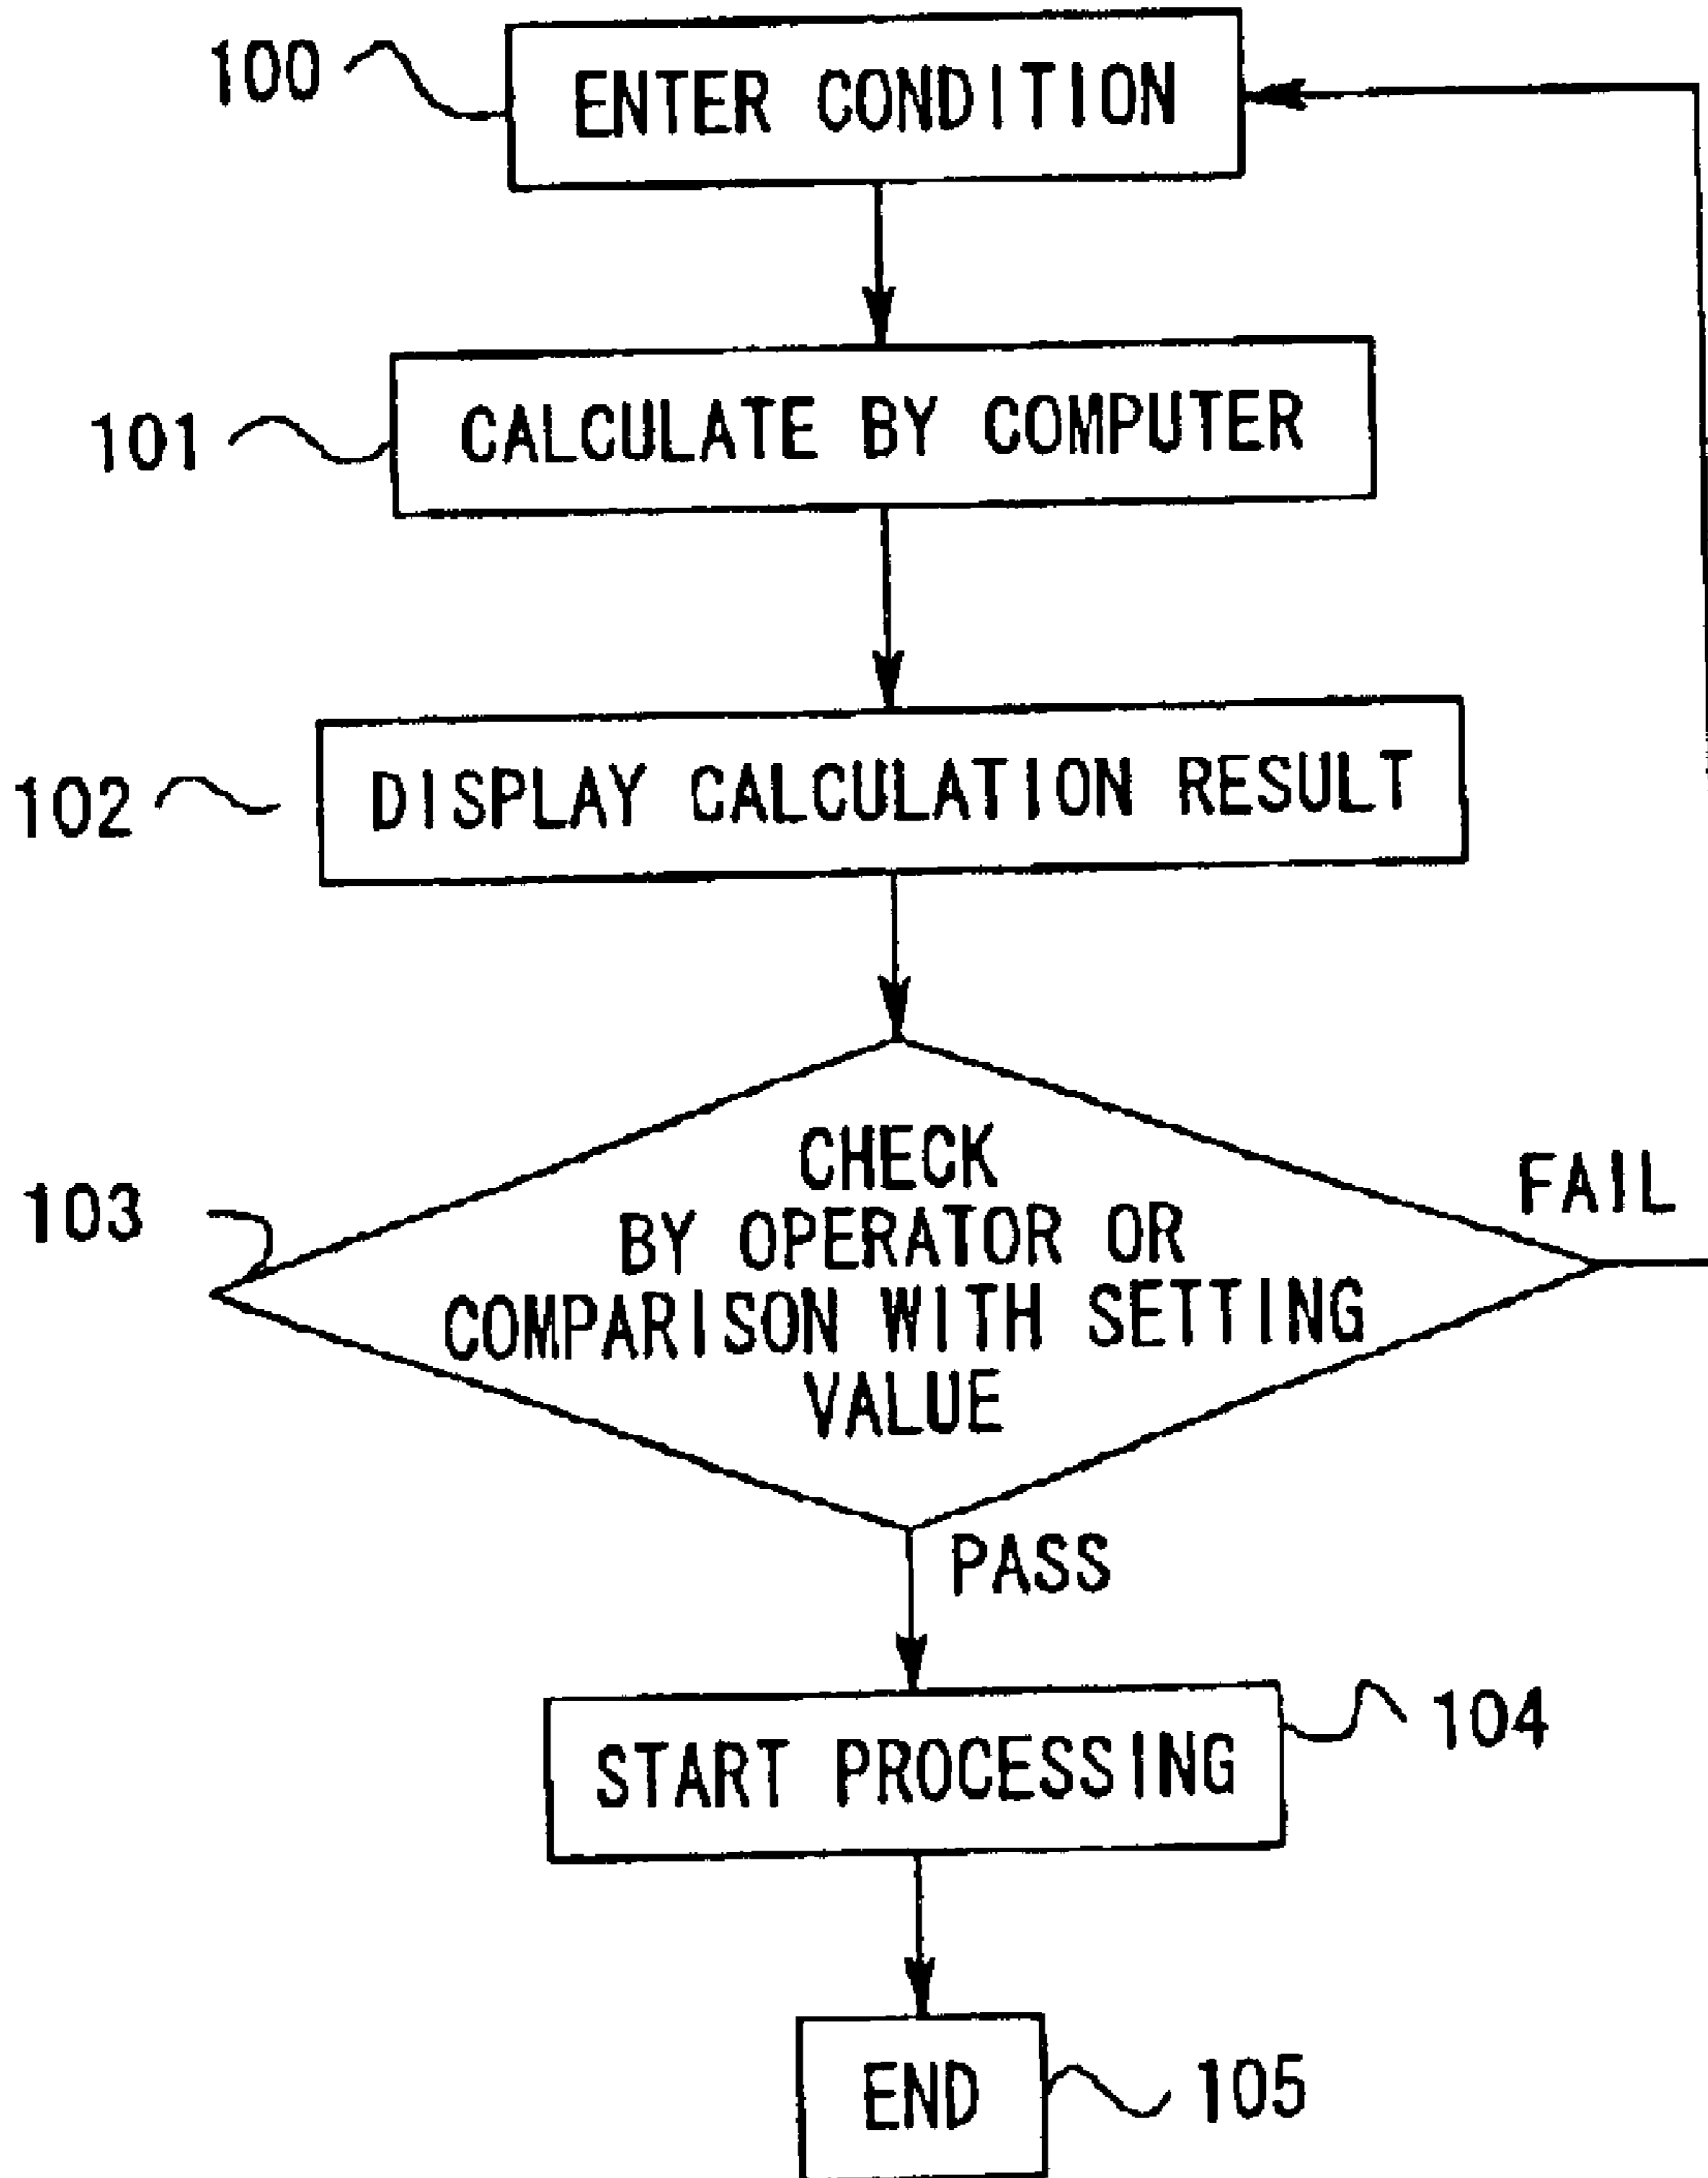 100
ENTER CONDITION
101
CALCULATE BY COMPUTER
102
DISPLAY CALCULATION RESULT
103
CHECK
BY OPERATOR OR
COMPARISON WITH SETTING
VALUE
FAIL
PASS
START PROCESSING
104
END
105